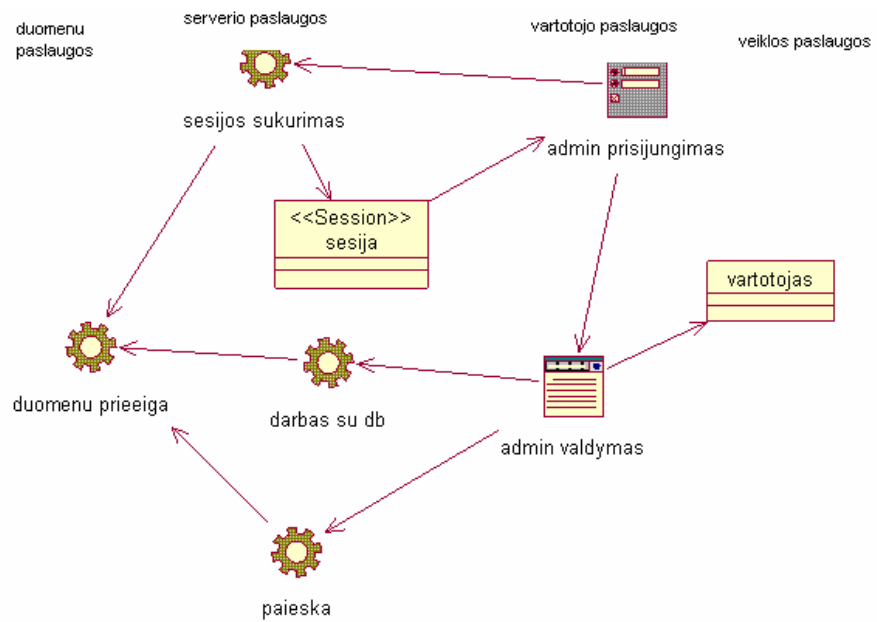 duomenu
paslaugos
serverio paslaugos
vartotojo paslaugos
veiklos paslaugos
sesijos sukurimas
admin prisijungimas
<<Session>>
sesija
vartotojas
duomenu prieeiga
darbas su db
admin valdymas
paieska